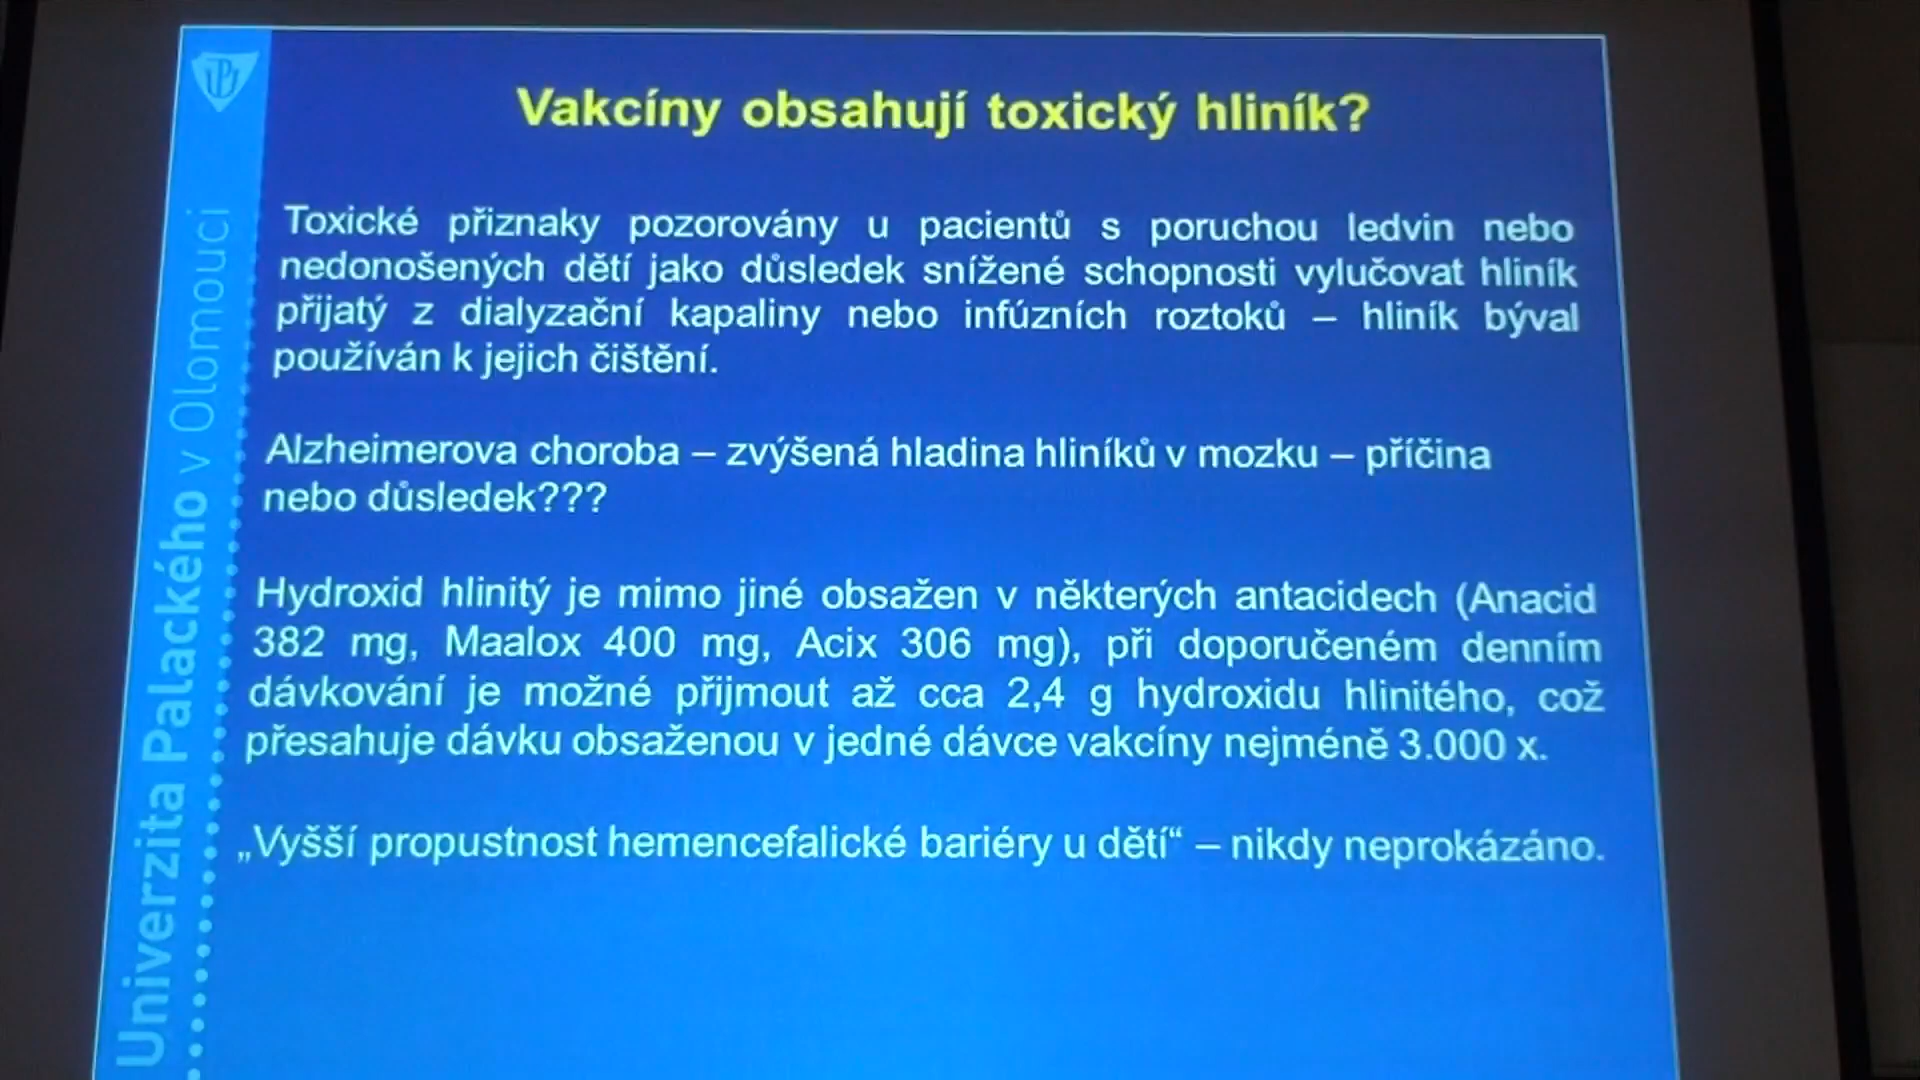 Vakcíny obsahují toxický hliník?
Toxické přiznaky pozorovány u pacientů s poruchou ledvin nebo
nedonošených dětí jako důsledek snížené schopnosti vylučovat hliník
přijatý z dialyzační kapaliny nebo infúzních roztoků – hliník býval
používán k jejich čištění.
Alzheimerova choroba – zvýšená hladina hliníků v mozku – příčina
nebo důsledek???
Hydroxid hlinitý je mimo jiné obsažen v některých antacidech (Anacid
382 mg, Maalox 400 mg, Acix 306 mg), při doporučeném denním
dávkování je možné přijmout až cca 2,4 g hydroxidu hlinitého, což
přesahuje dávku obsaženou v jedné dávce vakcíny nejméně 3.000 x.
„Vyšší propustnost hemencefalické bariéry u dětí“ – nikdy neprokázáno.
Univerzita Palackého v Olomouci
UP